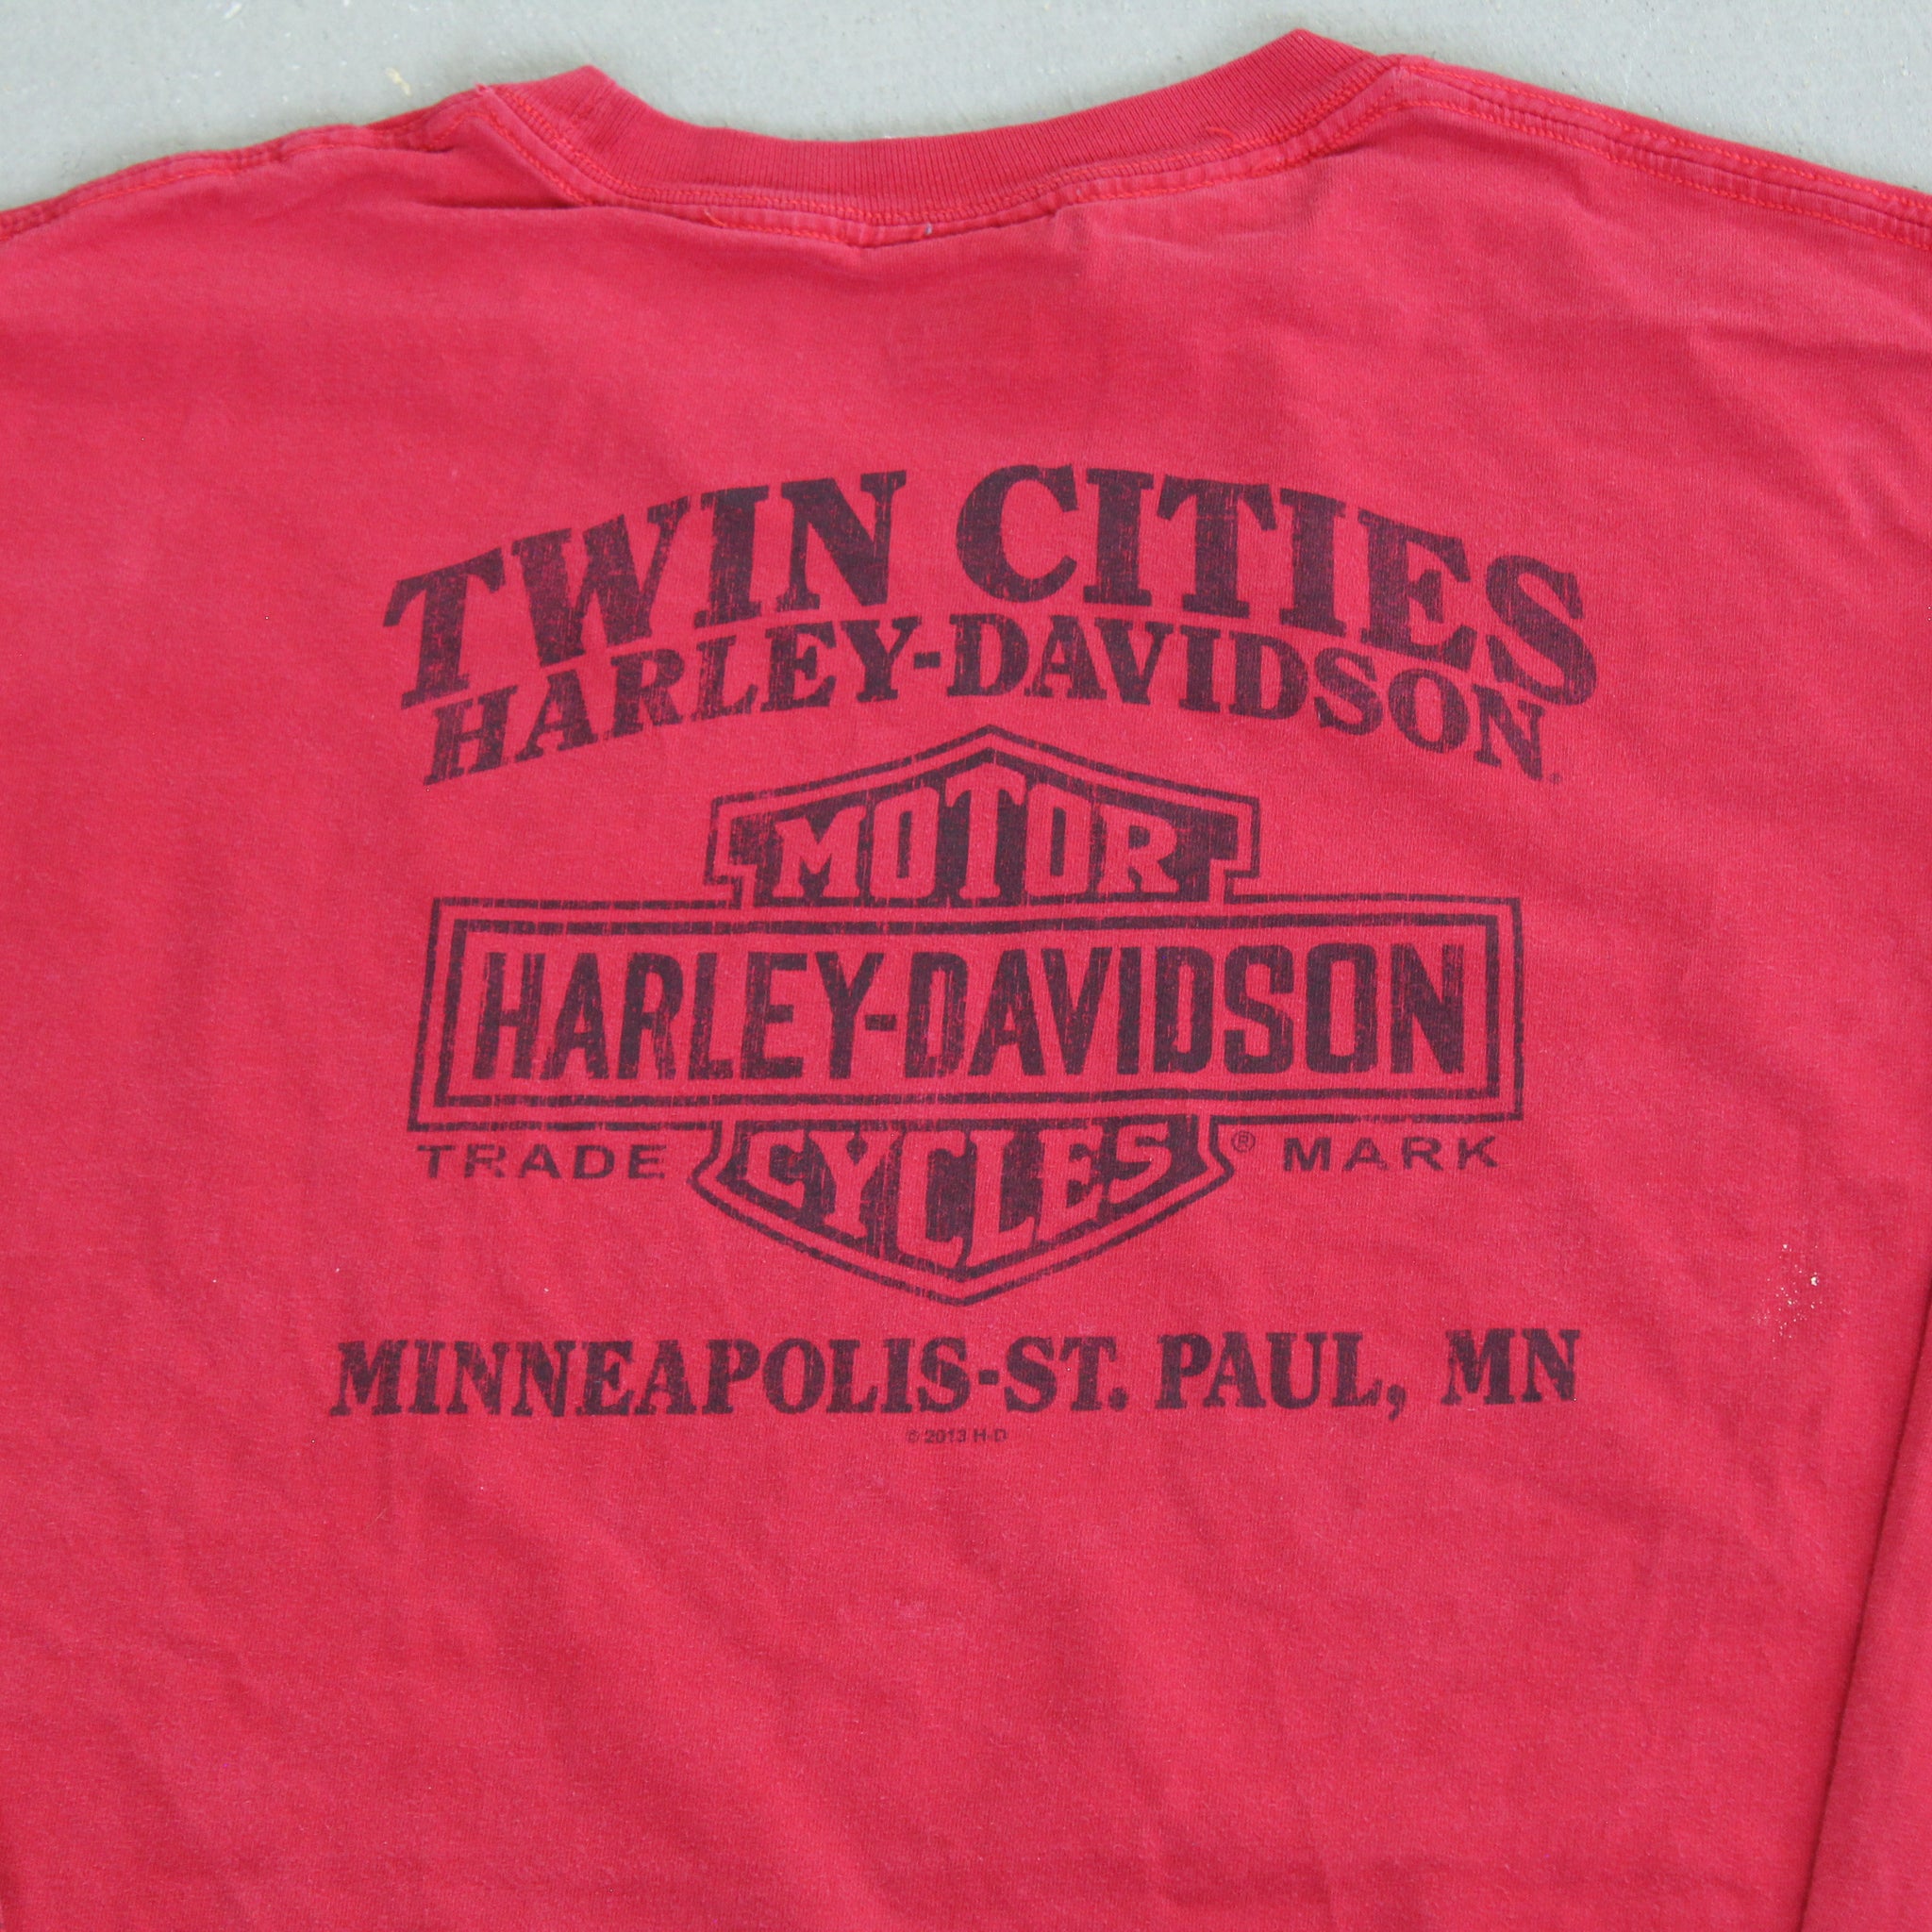 TWIN CITIES
HARLEY-DAVIDSON
MOTOR
HARLEY-DAVIDSON
TRADE CYCLES ® MARK
MINNEAPOLIS-ST. PAUL, MN
© 2013 H-D